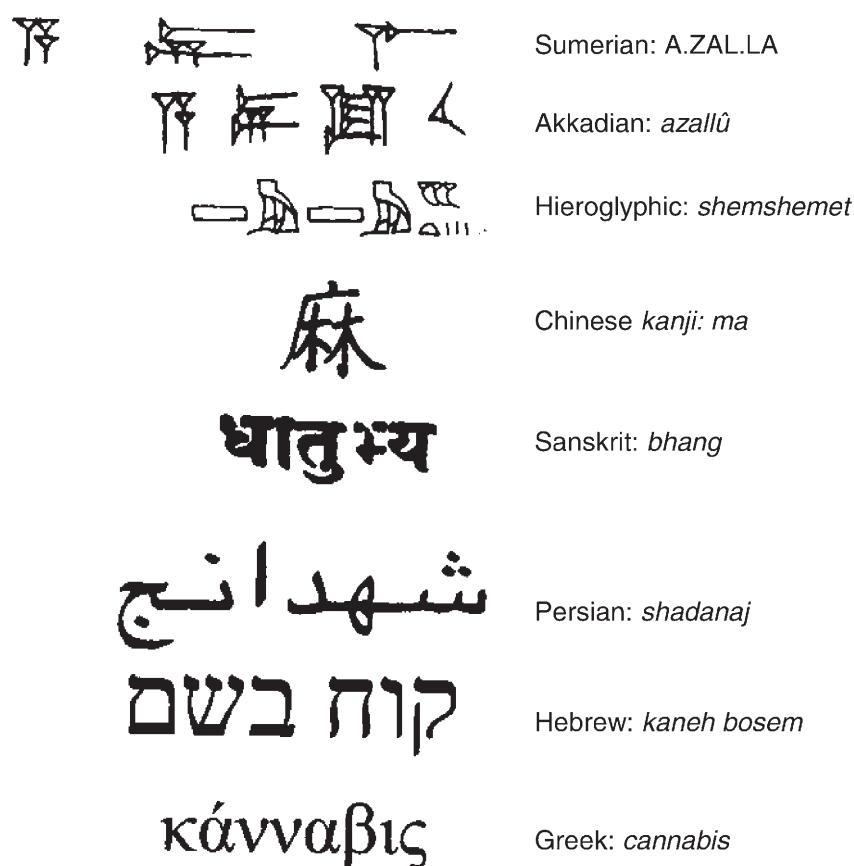 Sumerian: A.ZAL.LA
Akkadian: azallû
Hieroglyphic: shemshemet
麻 Chinese kanji: ma
धातु भ्य Sanskrit: bhang
شهدانج Persian: shadanaj
קוח בשם Hebrew: kaneh bosem
κάνναβις Greek: cannabis